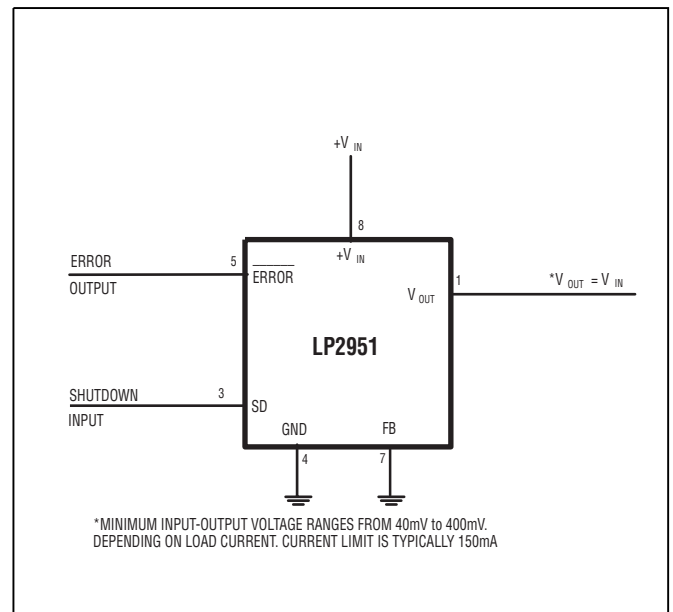 +V IN
8
+V IN
ERROR
5
ERROR
OUTPUT
1
*V OUT = V IN
V OUT
LP2951
SHUTDOWN
3
SD
INPUT
GND
FB
4
7
*MINIMUM INPUT-OUTPUT VOLTAGE RANGES FROM 40mV to 400mV.
DEPENDING ON LOAD CURRENT. CURRENT LIMIT IS TYPICALLY 150mA